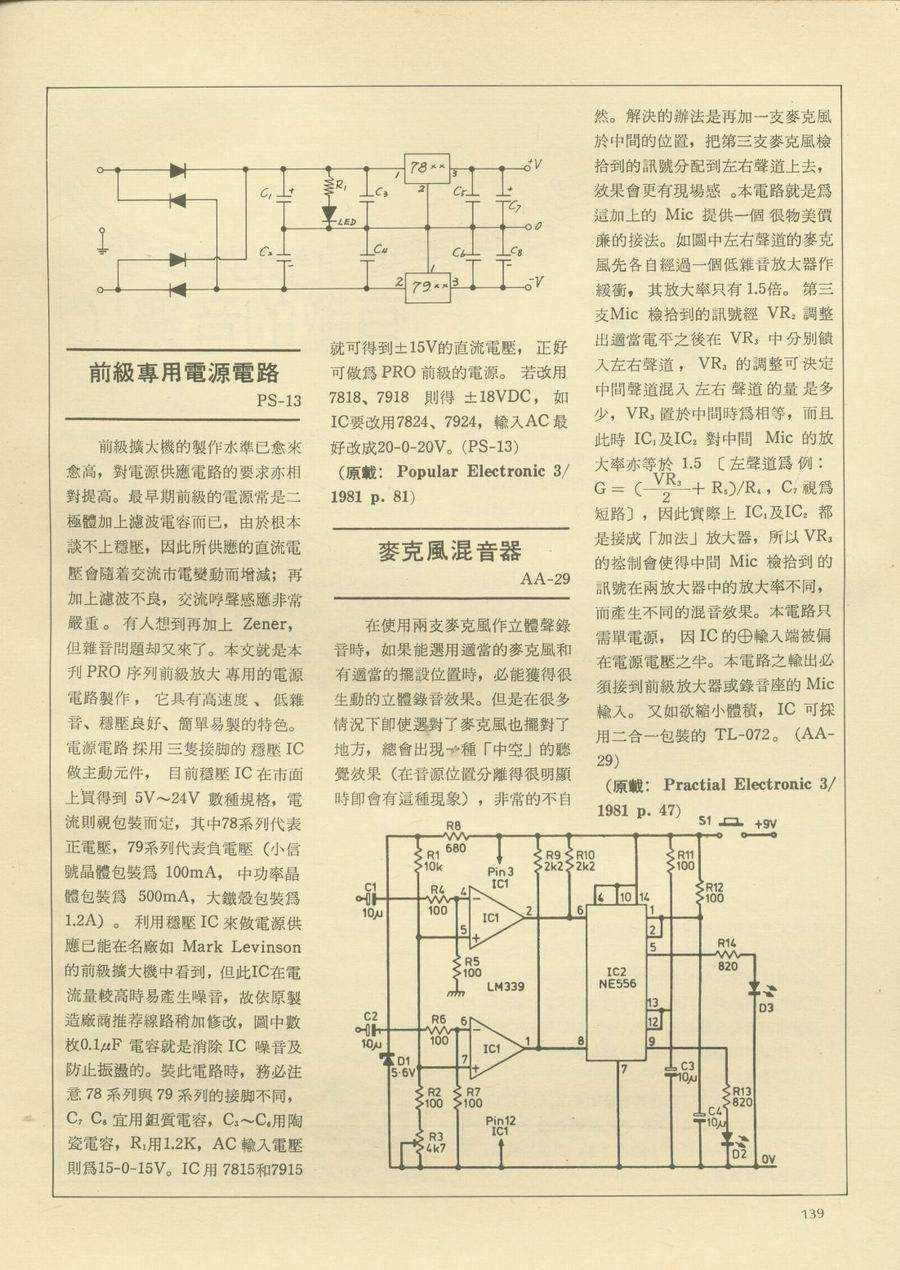 C₁
+
R₁
LED
C₃
1
78××
3
2
C₅
+
C₇
+V
0
C₂
−
C₄
2
79××
3
1
C₆
C₈
−
-V
前級專用電源電路
PS-13
前級擴大機的製作水準已愈來
愈高，對電源供應電路的要求亦相
對提高。最早期前級的電源常是二
極體加上濾波電容而已，由於根本
談不上穩壓，因此所供應的直流電
壓會隨着交流市電變動而增減；再
加上濾波不良，交流哼聲感應非常
嚴重。有人想到再加上 Zener，
但雜音問題却又來了。本文就是本
刋 PRO 序列前級放大專用的電源
電路製作，它具有高速度、低雜
音、穩壓良好、簡單易製的特色。
電源電路採用三隻接脚的穩壓 IC
做主動元件，目前穩壓 IC 在市面
上買得到 5V～24V 數種規格，電
流則視包裝而定，其中78系列代表
正電壓，79系列代表負電壓（小信
號晶體包裝爲 100mA，中功率晶
體包裝爲 500mA，大鐵殼包裝爲
1.2A）。利用穩壓 IC 來做電源供
應已能在名廠如 Mark Levinson
的前級擴大機中看到，但此IC在電
流量較高時易產生噪音，故依原製
造廠商推荐線路稍加修改，圖中數
枚0.1μF 電容就是消除 IC 噪音及
防止振盪的。裝此電路時，務必注
意 78 系列與 79 系列的接脚不同，
C₇ C₈ 宜用鉭質電容，C₃～C₆用陶
瓷電容，R₁用1.2K，AC 輸入電壓
則爲15-0-15V。IC 用 7815和7915
就可得到±15V的直流電壓，正好
可做爲 PRO 前級的電源。若改用
7818、7918 則得 ±18VDC，如
IC要改用7824、7924，輸入AC 最
好改成20-0-20V。(PS-13)
(原載：Popular Electronic 3/
1981 p. 81)
麥克風混音器
AA-29
在使用兩支麥克風作立體聲錄
音時，如果能選用適當的麥克風和
有適當的擺設位置時，必能獲得很
生動的立體錄音效果。但是在很多
情況下卽使選對了麥克風也擺對了
地方，總會出現一種「中空」的聽
覺效果（在音源位置分離得很明顯
時卽會有這種現象），非常的不自
然。解決的辦法是再加一支麥克風
於中間的位置，把第三支麥克風檢
拾到的訊號分配到左右聲道上去，
效果會更有現場感。本電路就是爲
這加上的 Mic 提供一個很物美價
廉的接法。如圖中左右聲道的麥克
風先各自經過一個低雜音放大器作
緩衝，其放大率只有 1.5倍。第三
支Mic 檢拾到的訊號經 VR₂ 調整
出適當電平之後在 VR₃ 中分別饋
入左右聲道，VR₃ 的調整可決定
中間聲道混入左右聲道的量是多
少，VR₃ 置於中間時爲相等，而且
此時 IC₁及IC₂ 對中間 Mic 的放
大率亦等於 1.5〔左聲道爲例：
G = (VR₃/2 + R₅)/R₄，C₇ 視爲
短路〕，因此實際上 IC₁及IC₂ 都
是接成「加法」放大器，所以 VR₃
的控制會使得中間 Mic 檢拾到的
訊號在兩放大器中的放大率不同，
而產生不同的混音效果。本電路只
需單電源，因 IC 的⊕輸入端被偏
在電源電壓之半。本電路之輸出必
須接到前級放大器或錄音座的 Mic
輸入。又如欲縮小體積，IC 可採
用二合一包裝的 TL-072。(AA-
29)
(原載：Practial Electronic 3/
1981 p. 47)
S1
+9V
R8
680
R1
10k
Pin3
IC1
R9
2k2
R10
2k2
R11
100
R12
100
C1
10μ
R4
100
4
−
5
+
IC1
2
R5
100
LM339
6
4
10
14
1
2
5
IC2
NE556
13
12
8
9
7
R14
820
D3
C2
10μ
R6
100
6
−
7
+
IC1
1
D1
5·6V
R2
100
R7
100
R3
4k7
Pin12
IC1
C3
10μ
C4
10μ
R13
820
D2
0V
139